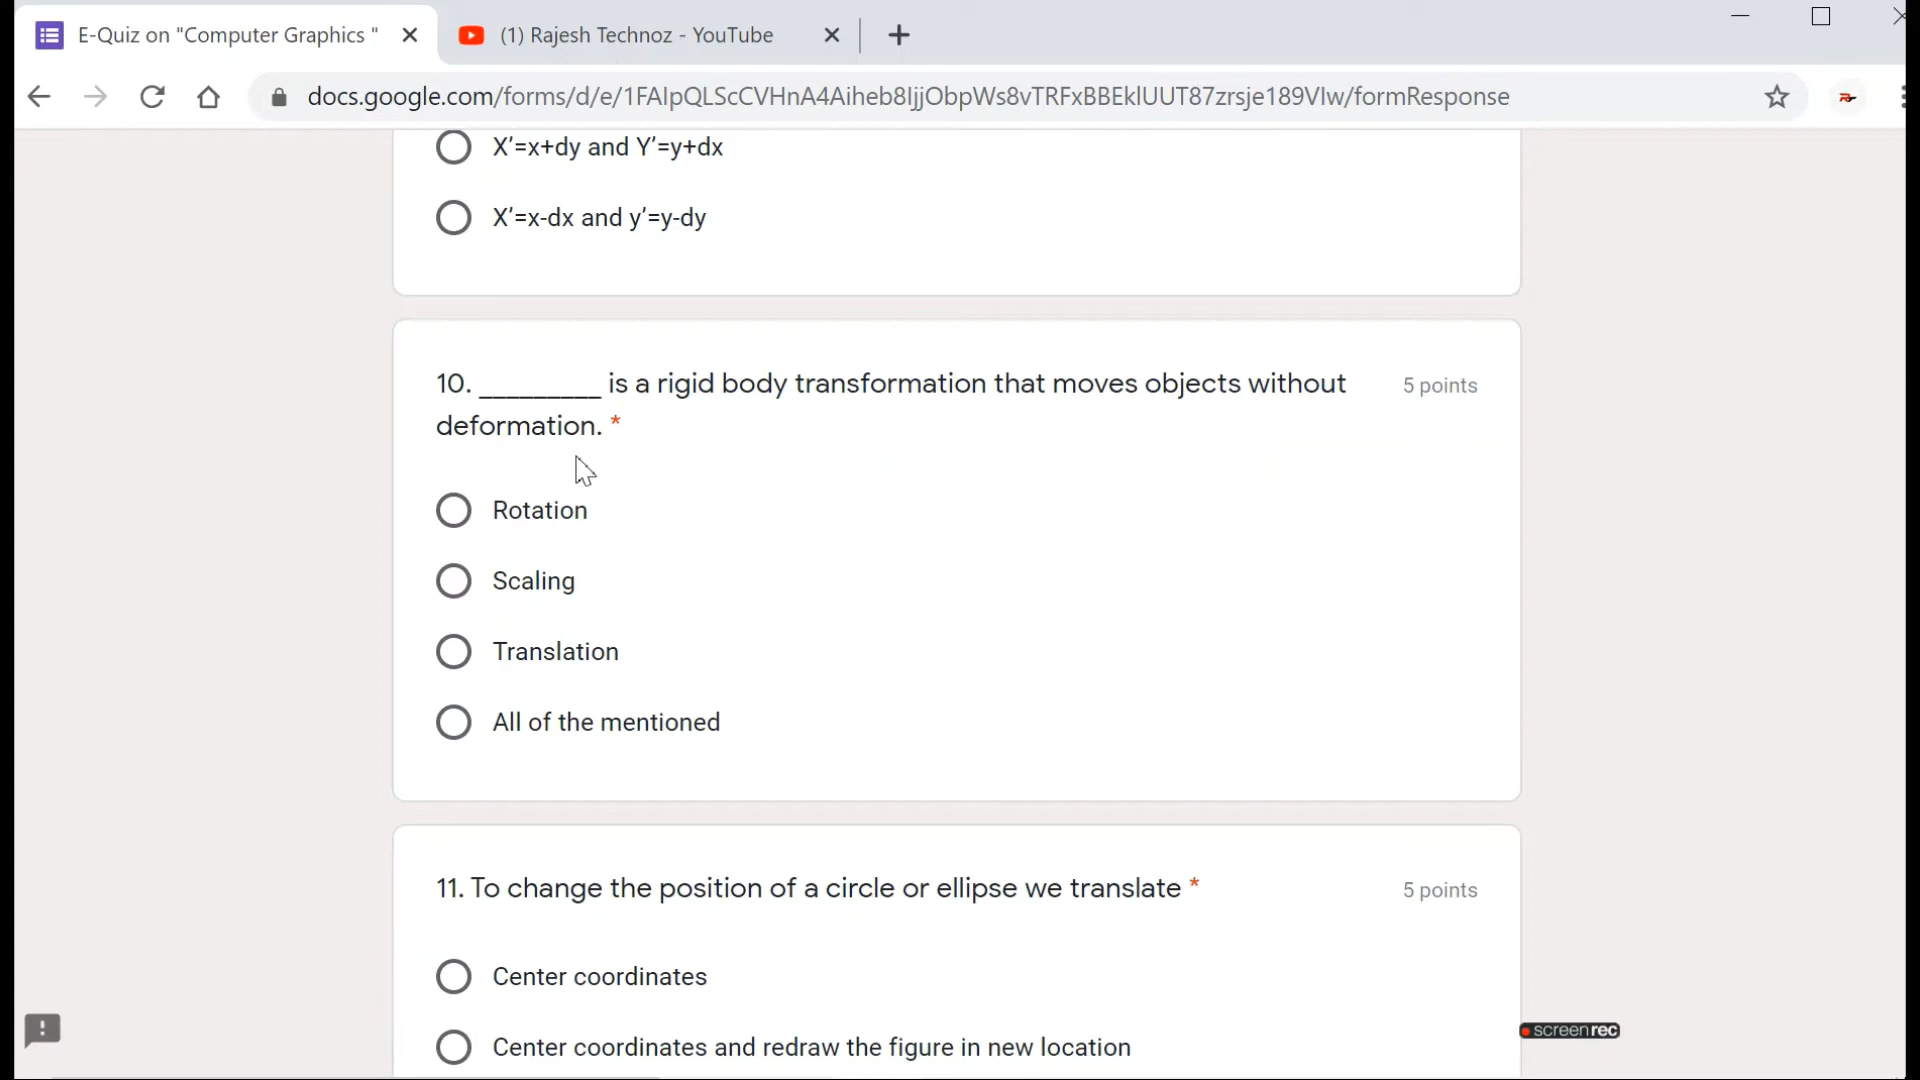 E-Quiz on "Computer Graphics "
(1) Rajesh Technoz - YouTube
docs.google.com/forms/d/e/1FAIpQLScCVHnA4Aiheb8IjjObpWs8vTRFxBBEklUUT87zrsje189VIw/formResponse
X′=x+dy and Y′=y+dx
X′=x-dx and y′=y-dy
10. _________ is a rigid body transformation that moves objects without
5 points
deformation. *
Rotation
Scaling
Translation
All of the mentioned
11. To change the position of a circle or ellipse we translate *
5 points
Center coordinates
Center coordinates and redraw the figure in new location
screenrec